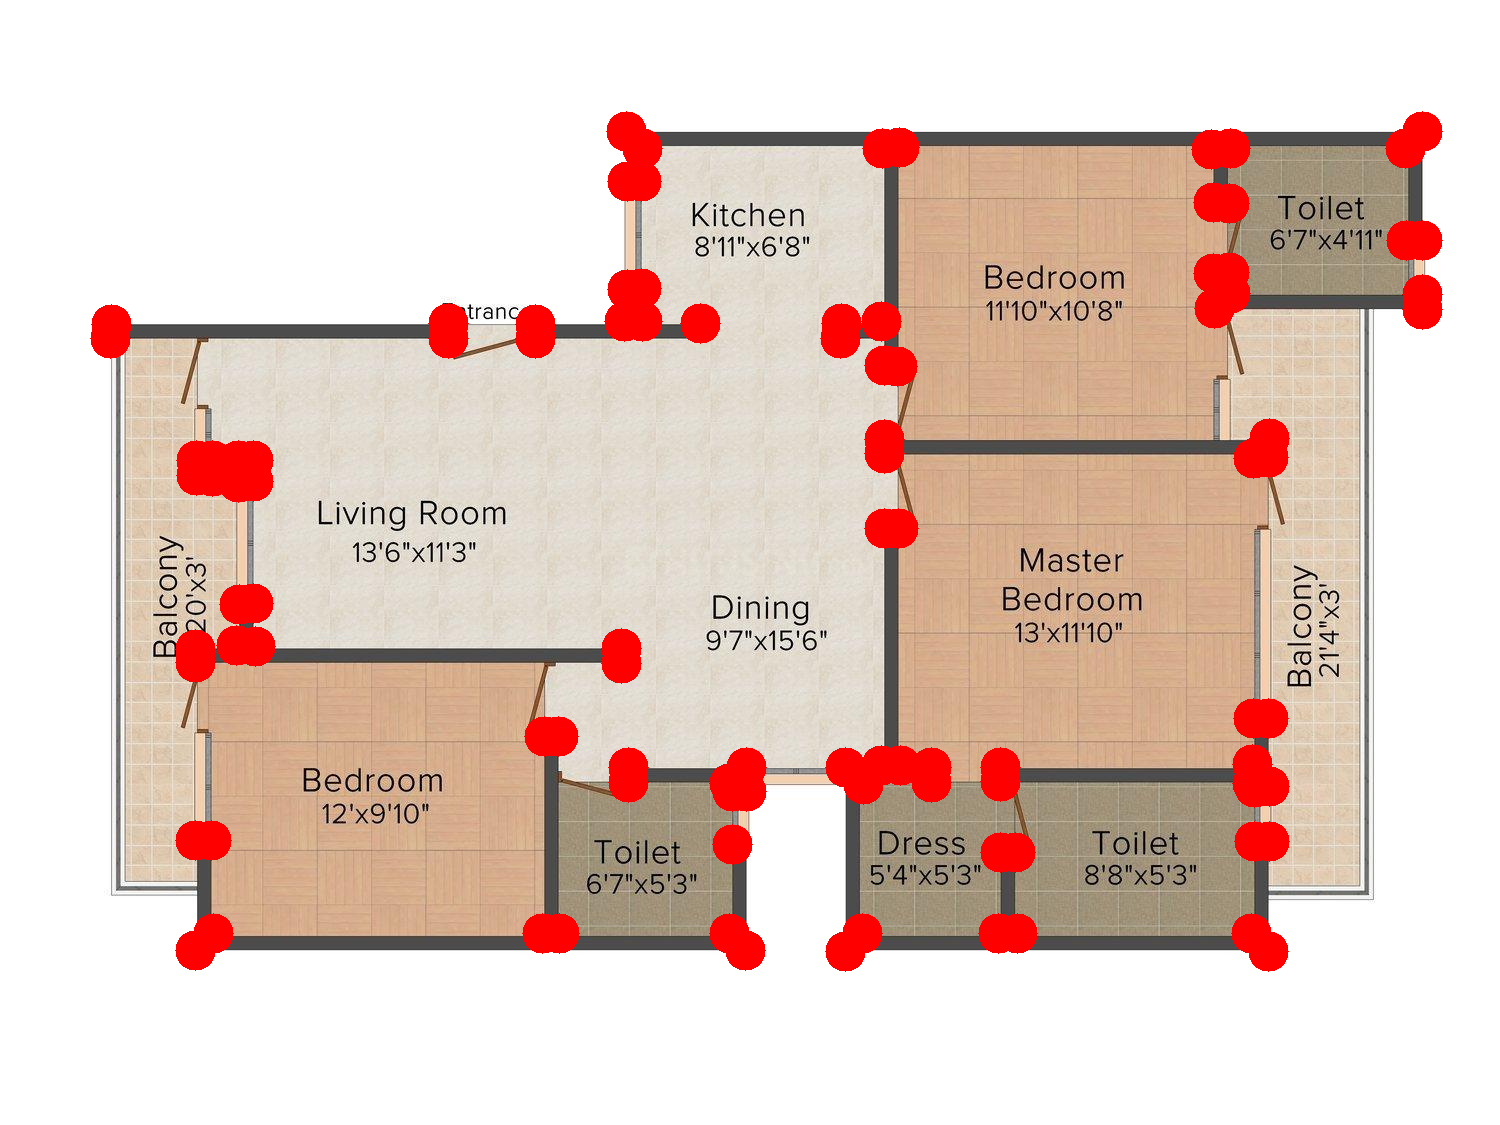 Kitchen
8'11"x6'8"
Toilet
6'7"x4'11"
Bedroom
11'10"x10'8"
Living Room
13'6"x11'3"
Master
Bedroom
13'x11'10"
Dining
9'7"x15'6"
Balcony
20'x3'
Balcony
21'4"x3'
Bedroom
12'x9'10"
Toilet
6'7"x5'3"
Dress
5'4"x5'3"
Toilet
8'8"x5'3"